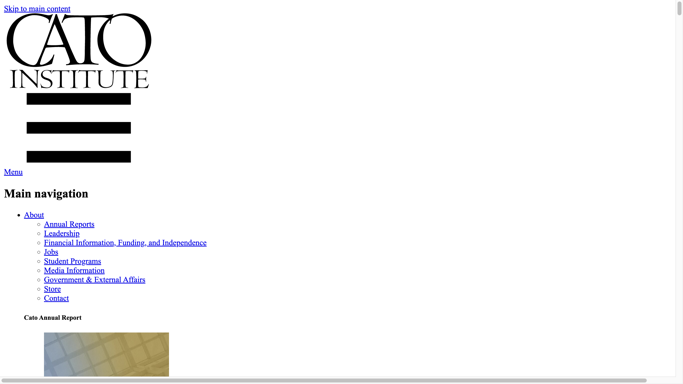 Skip to main content
CATO
INSTITUTE
Menu
Main navigation
About
Annual Reports
Leadership
Financial Information, Funding, and Independence
Jobs
Student Programs
Media Information
Government & External Affairs
Store
Contact
Cato Annual Report